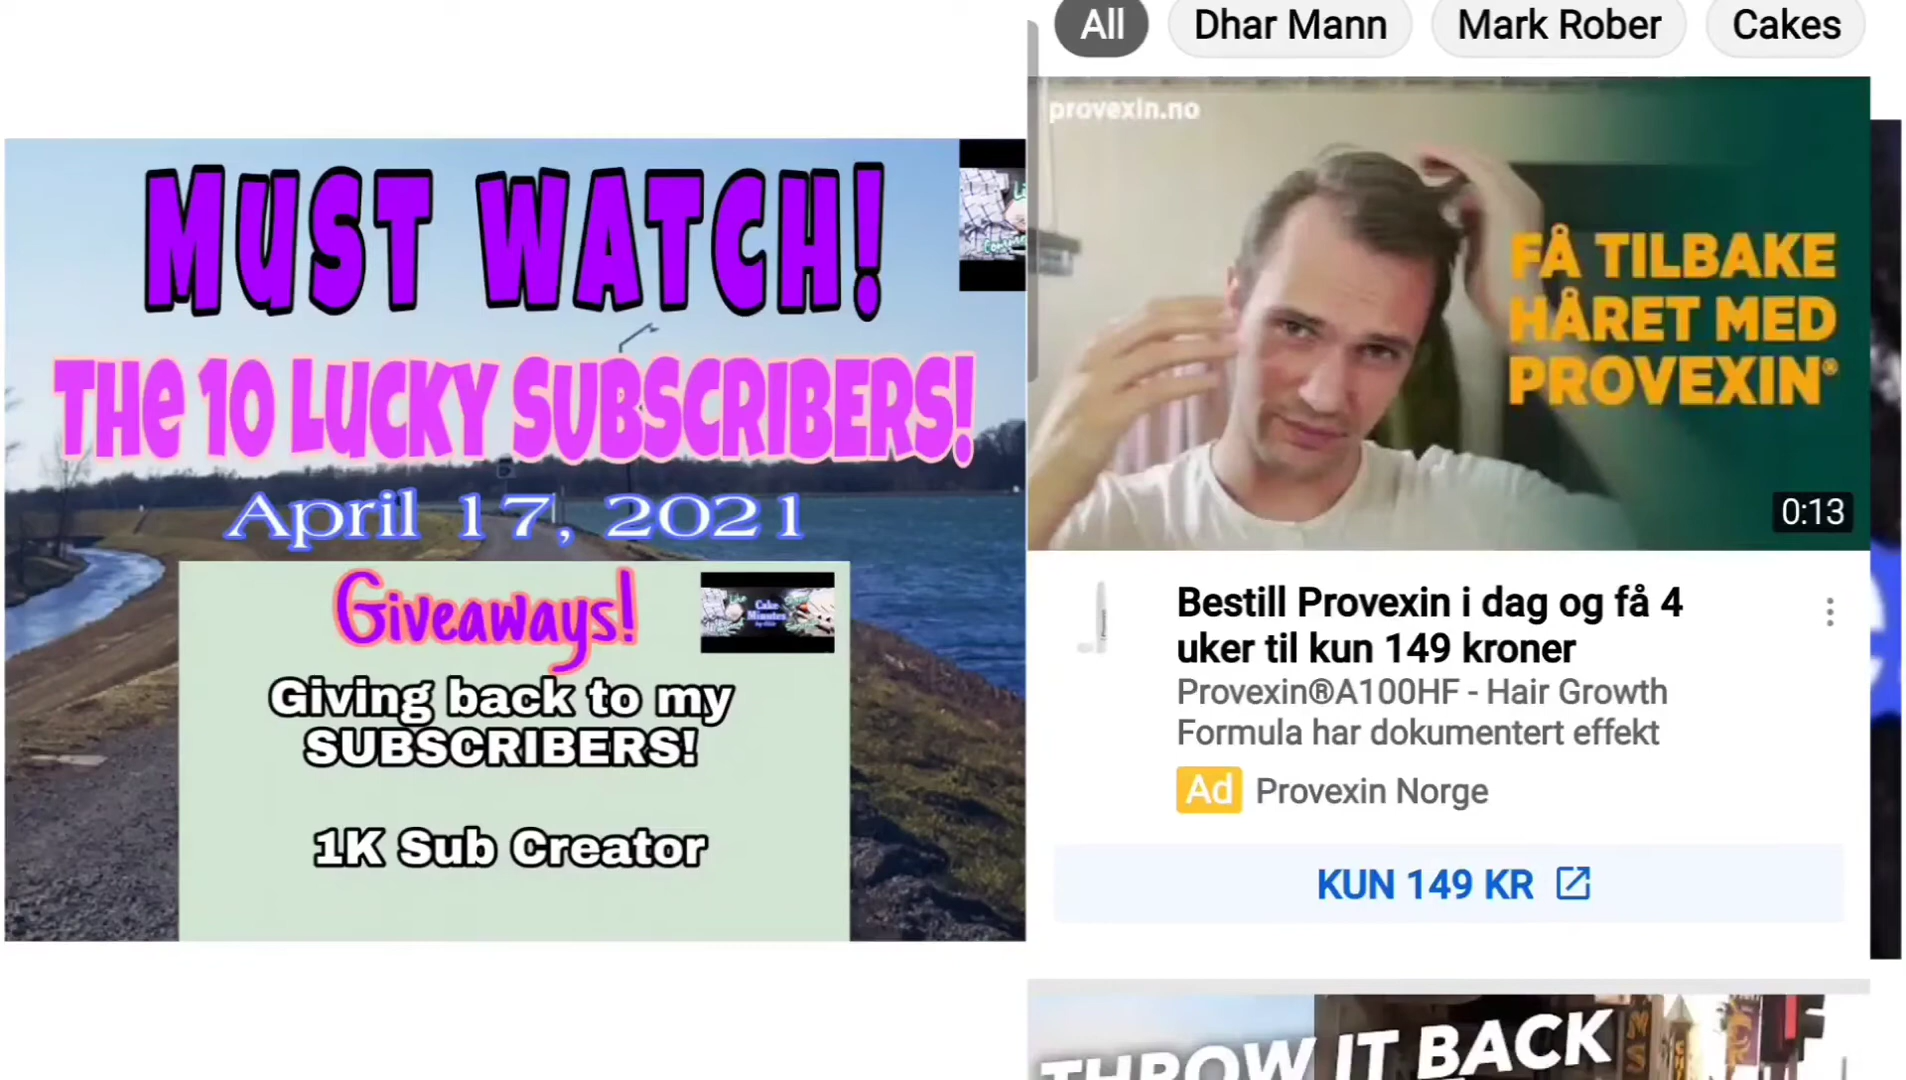 MUST WATCH!
THE 10 LUCKY SUBSCRIBERS!
April 17, 2021
Giveaways!
Cake
Minutes
Giving back to my
SUBSCRIBERS!
1K Sub Creator
All
Dhar Mann
Mark Rober
Cakes
provexin.no
FÅ TILBAKE
HÅRET MED
PROVEXIN®
0:13
Bestill Provexin i dag og få 4
uker til kun 149 kroner
Provexin®A100HF - Hair Growth
Formula har dokumentert effekt
Ad Provexin Norge
KUN 149 KR
THROW IT BACK